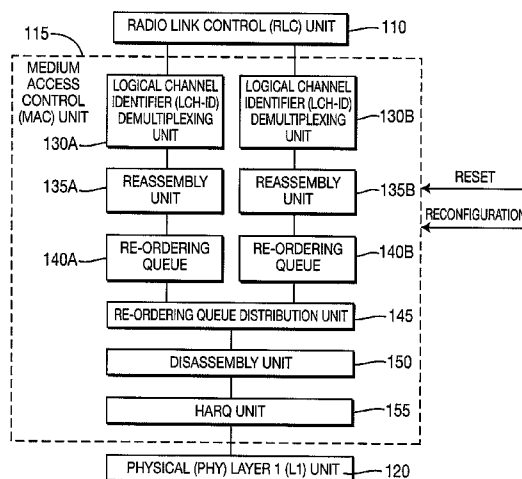 RADIO LINK CONTROL (RLC) UNIT
110
115
MEDIUM
ACCESS
CONTROL
(MAC) UNIT
LOGICAL CHANNEL
IDENTIFIER (LCH-ID)
DEMULTIPLEXING
UNIT
130A
LOGICAL CHANNEL
IDENTIFIER (LCH-ID)
DEMULTIPLEXING
UNIT
130B
135A
REASSEMBLY
UNIT
REASSEMBLY
UNIT
135B
RESET
RECONFIGURATION
140A
RE-ORDERING
QUEUE
RE-ORDERING
QUEUE
140B
RE-ORDERING QUEUE DISTRIBUTION UNIT
145
DISASSEMBLY UNIT
150
HARQ UNIT
155
PHYSICAL (PHY) LAYER 1 (L1) UNIT
120